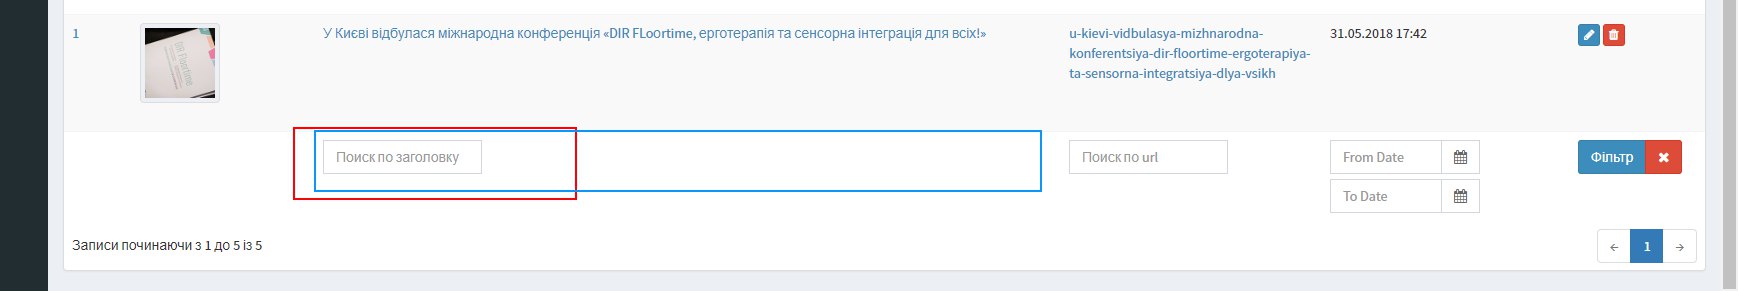 1
DIR Floortime
У Києві відбулася міжнародна конференція «DIR FLoortime, ерготерапія та сенсорна інтеграція для всіх!»
u-kievi-vidbulasya-mizhnarodna-
konferentsiya-dir-floortime-ergoterapiya-
ta-sensorna-integratsiya-dlya-vsikh
31.05.2018 17:42
Поиск по заголовку
Поиск по url
From Date
To Date
Фільтр
Записи починаючи з 1 до 5 із 5
← 1 →